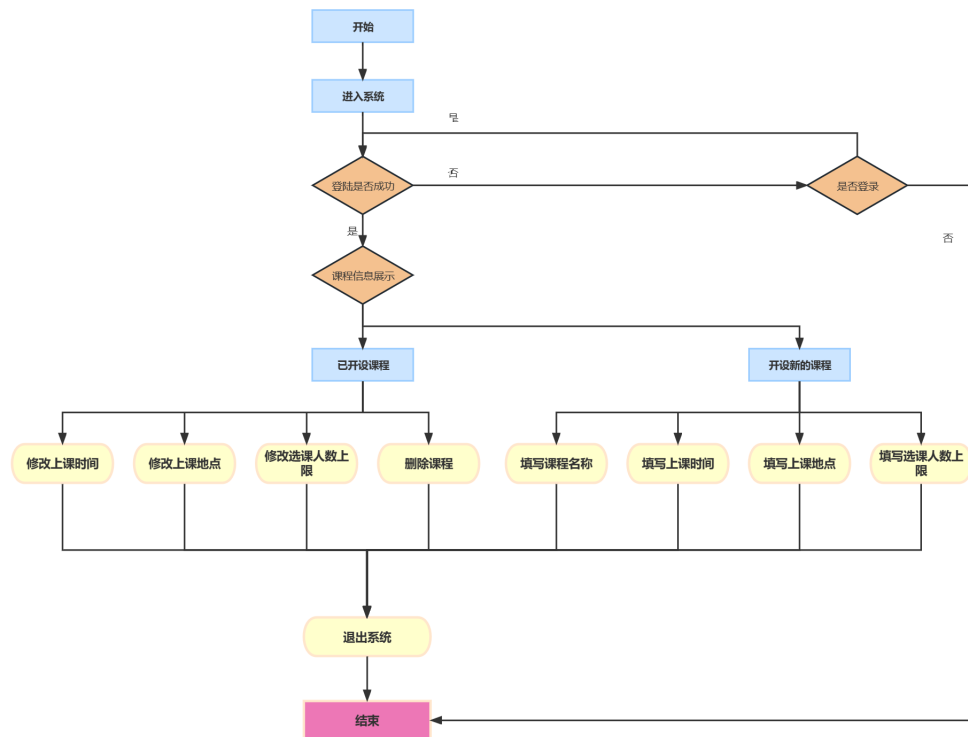 开始
进入系统
是
登陆是否成功
否
是否登录
是
否
课程信息展示
已开设课程
开设新的课程
修改上课时间
修改上课地点
修改选课人数上
限
删除课程
填写课程名称
填写上课时间
填写上课地点
填写选课人数上
限
退出系统
结束